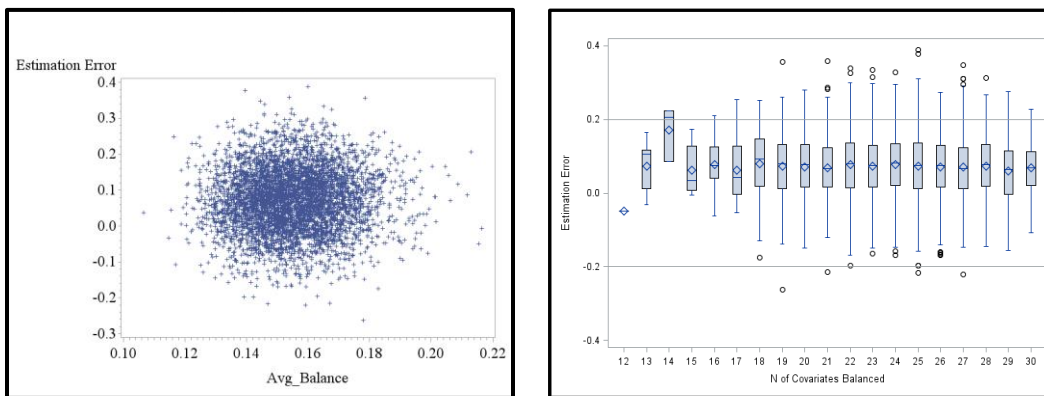 Estimation Error
0.4
0.3
0.2
0.1
0.0
-0.1
-0.2
-0.3
0.10 0.12 0.14 0.16 0.18 0.20 0.22
Avg_Balance
Estimation Error
0.4
0.2
0.0
-0.2
-0.4
12 13 14 15 16 17 18 19 20 21 22 23 24 25 26 27 28 29 30
N of Covariates Balanced